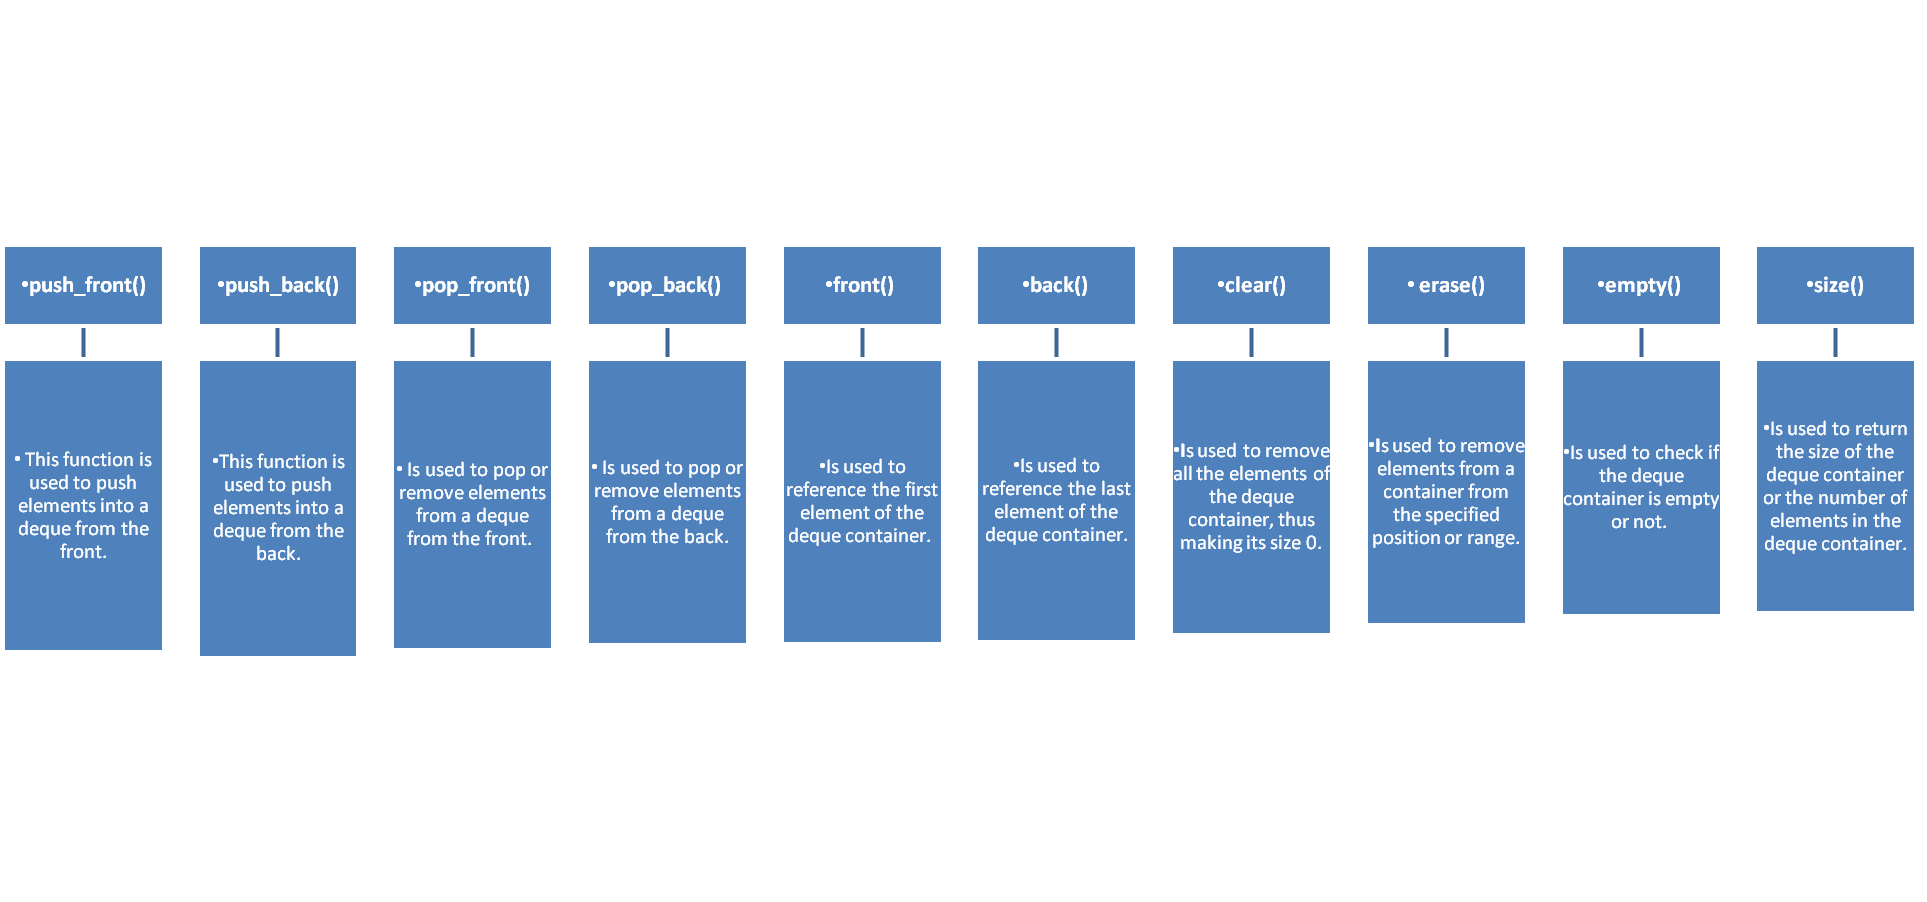 •push_front()
•push_back()
•pop_front()
•pop_back()
•front()
•back()
•clear()
• erase()
•empty()
•size()
• This function is
used to push
elements into a
deque from the
front.
•This function is
used to push
elements into a
deque from the
back.
• Is used to pop or
remove elements
from a deque
from the front.
• Is used to pop or
remove elements
from a deque
from the back.
•Is used to
reference the first
element of the
deque container.
•Is used to
reference the last
element of the
deque container.
•Is used to remove
all the elements of
the deque
container, thus
making its size 0.
•Is used to remove
elements from a
container from
the specified
position or range.
•Is used to check if
the deque
container is empty
or not.
•Is used to return
the size of the
deque container
or the number of
elements in the
deque container.